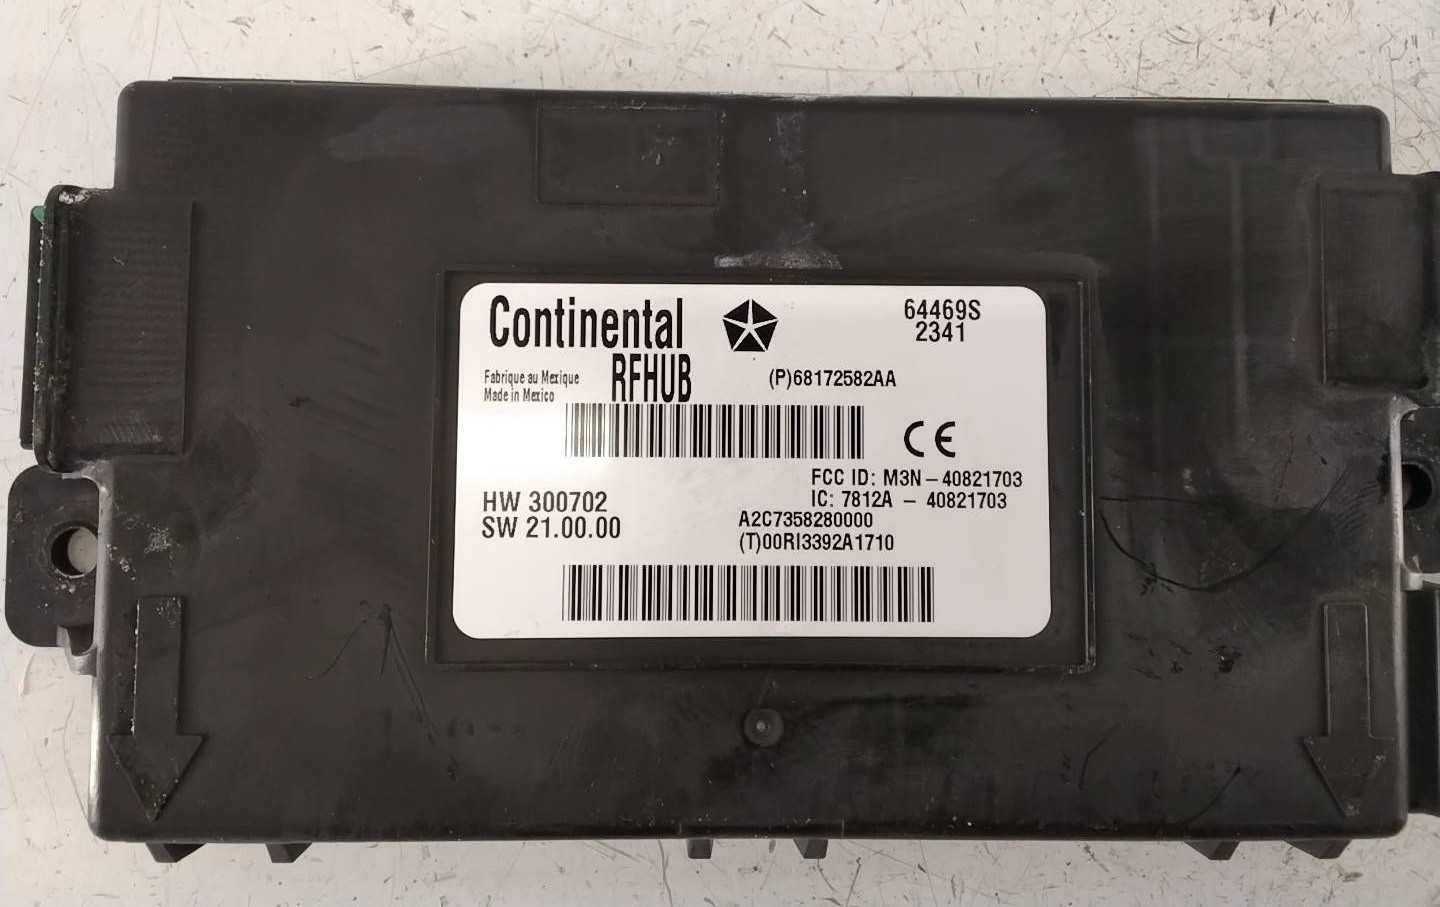 Continental
64469S
2341
Fabrique au Mexique
Made in Mexico
RFHUB
(P)68172582AA
CE
FCC ID: M3N-40821703
IC: 7812A - 40821703
HW 300702
SW 21.00.00
A2C7358280000
(T)00RI3392A1710